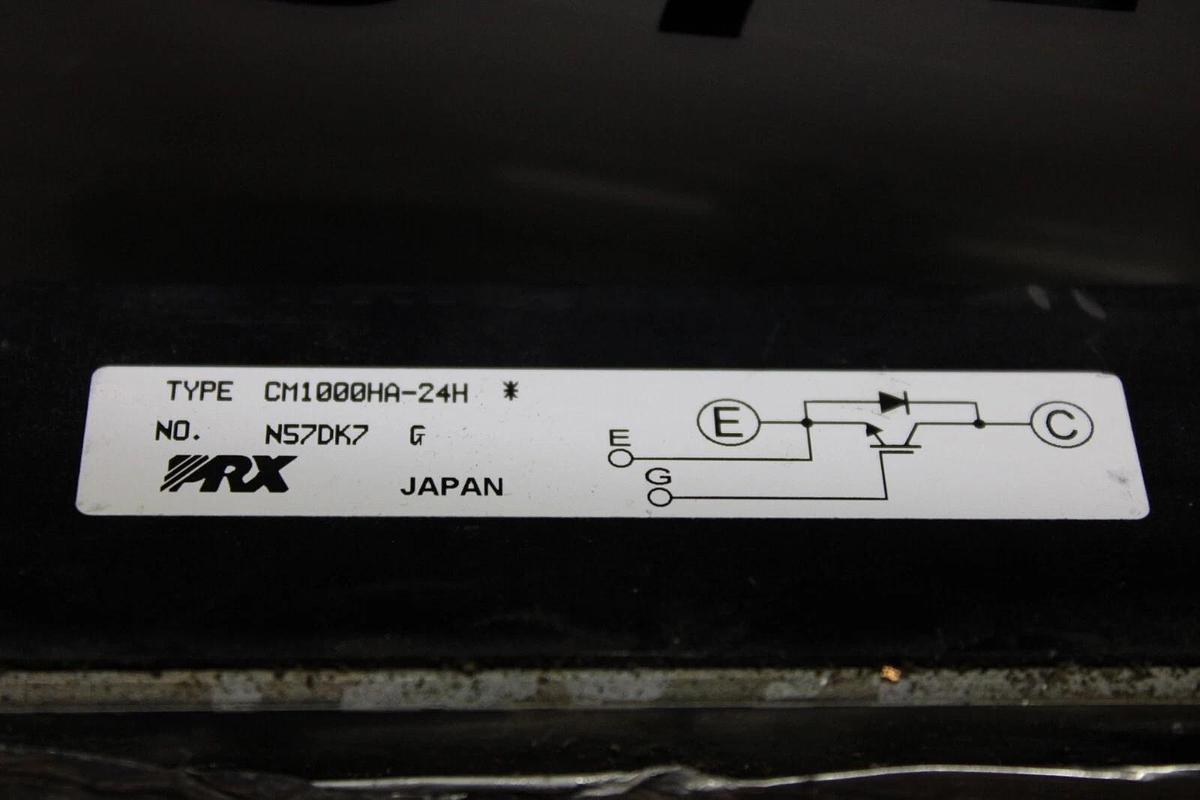 TYPE CM1000HA-24H *
NO. N57DK7 G
PRX JAPAN
E
G
E
C